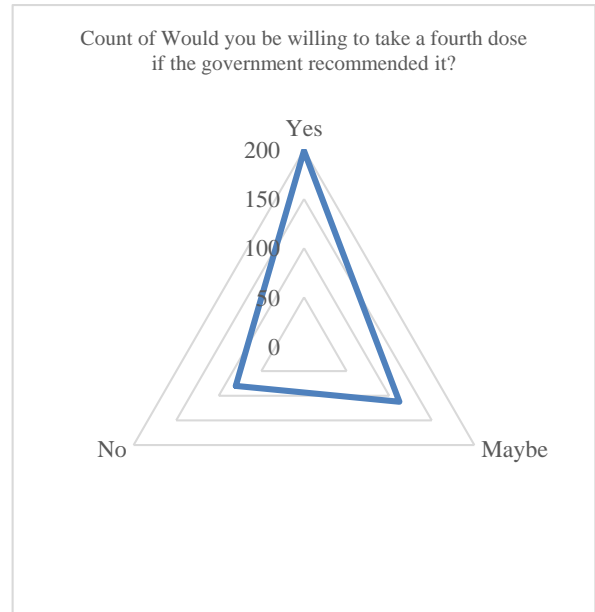 Count of Would you be willing to take a fourth dose
if the government recommended it?
Yes
200
150
100
50
0
No
Maybe